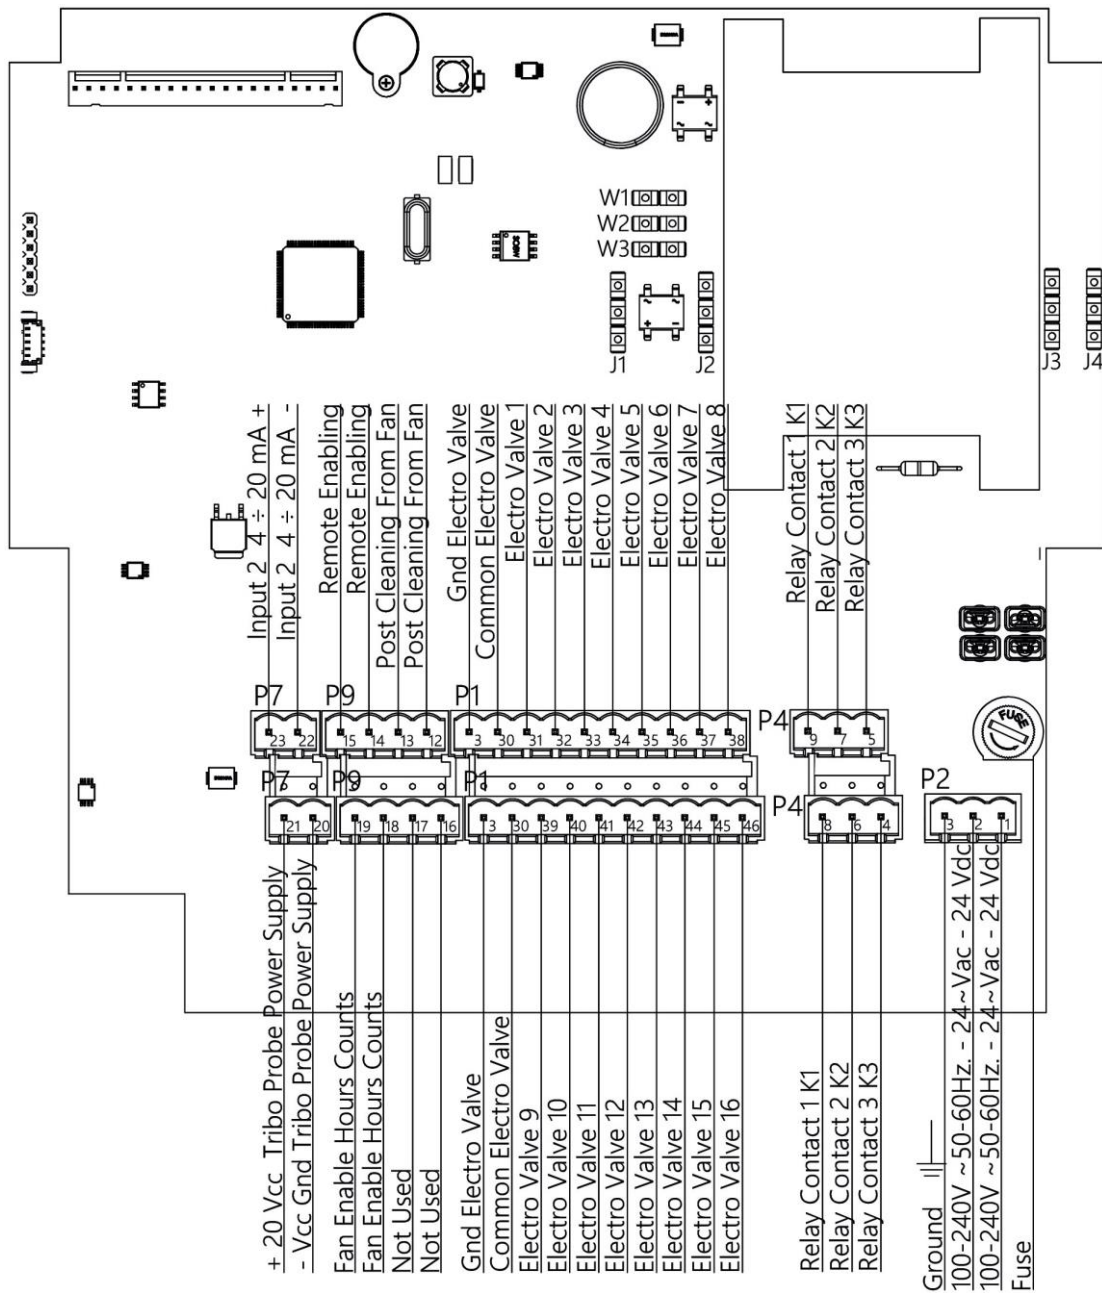 W1
W2
W3
J1
J2
J3
J4
Input 2 4 ÷ 20 mA +
Input 2 4 ÷ 20 mA -
Remote Enabling
Remote Enabling
Post Cleaning From Fan
Post Cleaning From Fan
Gnd Electro Valve
Common Electro Valve
Electro Valve 1
Electro Valve 2
Electro Valve 3
Electro Valve 4
Electro Valve 5
Electro Valve 6
Electro Valve 7
Electro Valve 8
Relay Contact 1 K1
Relay Contact 2 K2
Relay Contact 3 K3
FUSE
P7
P9
P1
P4
23 22
15 14 13 12
3 30 31 32 33 34 35 36 37 38
9 7 5
P7
P9
P1
P4
P2
21 20
19 18 17 16
3 30 39 40 41 42 43 44 45 46
8 6 4
3 2 1
+ 20 Vcc Tribo Probe Power Supply
- Vcc Gnd Tribo Probe Power Supply
Fan Enable Hours Counts
Fan Enable Hours Counts
Not Used
Not Used
Gnd Electro Valve
Common Electro Valve
Electro Valve 9
Electro Valve 10
Electro Valve 11
Electro Valve 12
Electro Valve 13
Electro Valve 14
Electro Valve 15
Electro Valve 16
Relay Contact 1 K1
Relay Contact 2 K2
Relay Contact 3 K3
Ground
100-240V ~50-60Hz. - 24~Vac - 24 Vdc
100-240V ~50-60Hz. - 24~Vac - 24 Vdc
Fuse